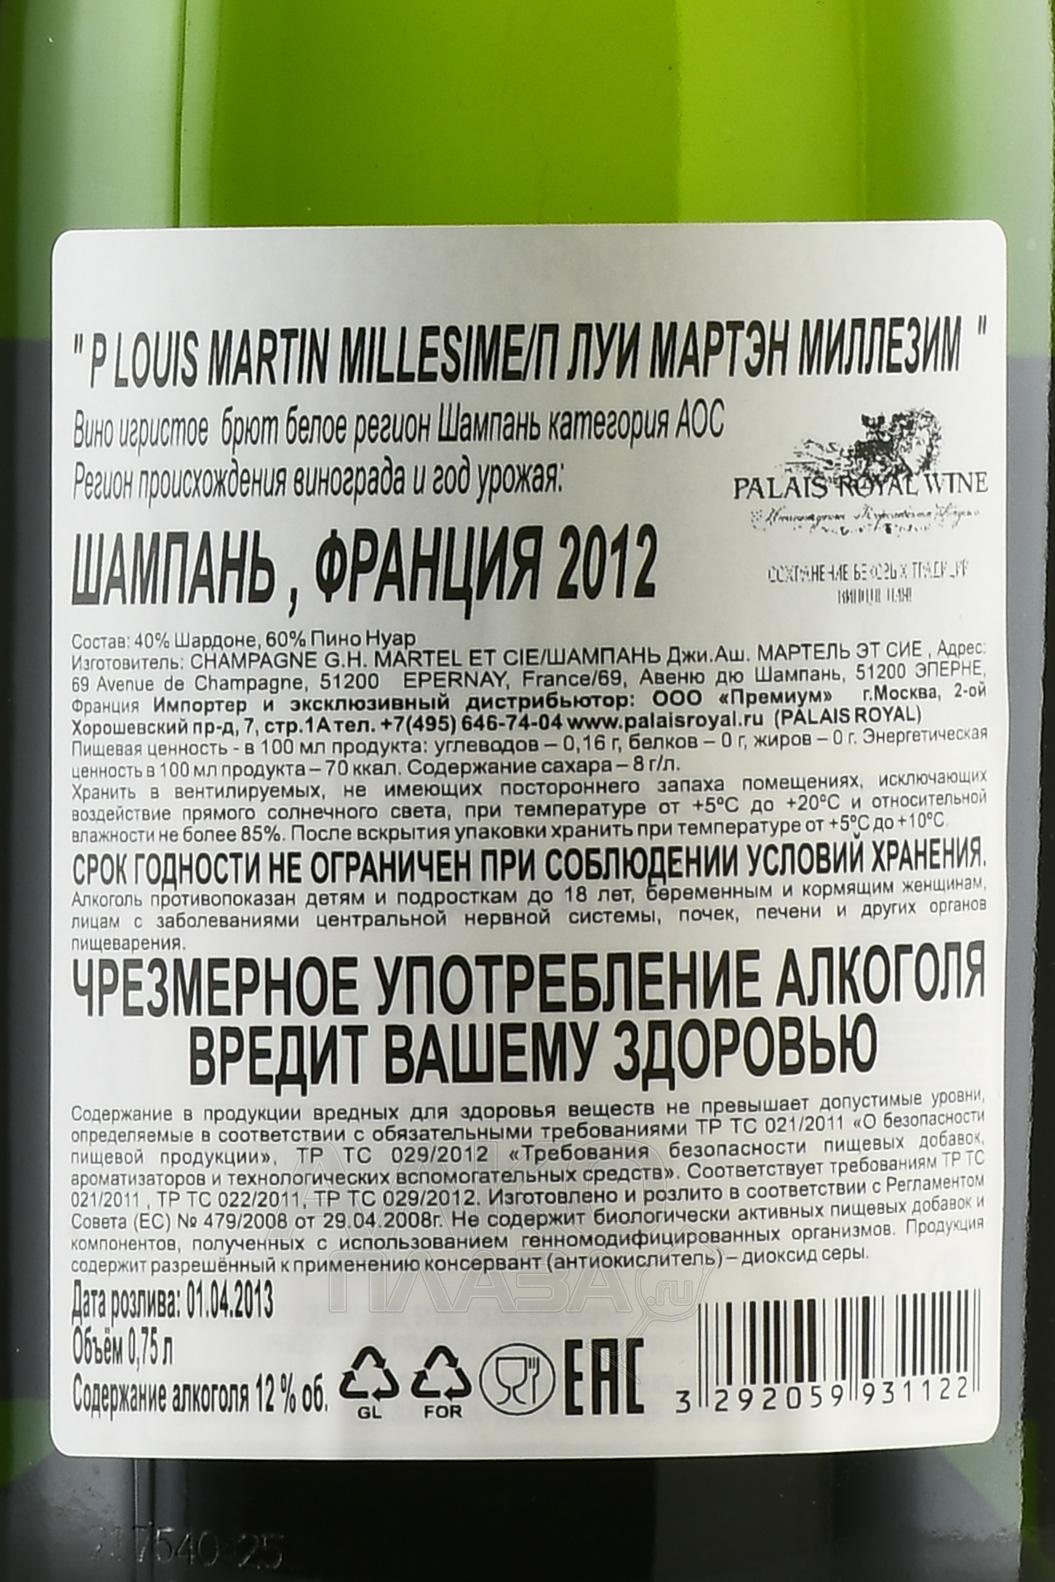 " P LOUIS MARTIN MILLESIME/П ЛУИ МАРТЭН МИЛЛЕЗИМ "
Вино игристое брют белое регион Шампань категория АОС
Регион происхождения винограда и год урожая:
PALAIS ROYAL WINE
ШАМПАНЬ , ФРАНЦИЯ 2012
Состав: 40% Шардоне, 60% Пино Нуар
Изготовитель: CHAMPAGNE G.H. MARTEL ET CIE/ШАМПАНЬ Джи.Аш. МАРТЕЛЬ ЭТ СИЕ , Адрес:
69 Avenue de Champagne, 51200 EPERNAY, France/69, Авеню дю Шампань, 51200 ЭПЕРНЕ,
Франция Импортер и эксклюзивный дистрибьютор: ООО «Премиум» г.Москва, 2-ой
Хорошевский пр-д, 7, стр.1А тел. +7(495) 646-74-04 www.palaisroyal.ru (PALAIS ROYAL)
Пищевая ценность - в 100 мл продукта: углеводов – 0,16 г, белков – 0 г, жиров – 0 г. Энергетическая
ценность в 100 мл продукта – 70 ккал. Содержание сахара – 8 г/л.
Хранить в вентилируемых, не имеющих постороннего запаха помещениях, исключающих
воздействие прямого солнечного света, при температуре от +5°С до +20°С и относительной
влажности не более 85%. После вскрытия упаковки хранить при температуре от +5°С до +10°С
СРОК ГОДНОСТИ НЕ ОГРАНИЧЕН ПРИ СОБЛЮДЕНИИ УСЛОВИЙ ХРАНЕНИЯ.
Алкоголь противопоказан детям и подросткам до 18 лет, беременным и кормящим женщинам,
лицам с заболеваниями центральной нервной системы, почек, печени и других органов
пищеварения.
ЧРЕЗМЕРНОЕ УПОТРЕБЛЕНИЕ АЛКОГОЛЯ
ВРЕДИТ ВАШЕМУ ЗДОРОВЬЮ
Содержание в продукции вредных для здоровья веществ не превышает допустимые уровни,
определяемые в соответствии с обязательными требованиями ТР ТС 021/2011 «О безопасности
пищевой продукции», ТР ТС 029/2012 «Требования безопасности пищевых добавок,
ароматизаторов и технологических вспомогательных средств». Соответствует требованиям ТР ТС
021/2011 , ТР ТС 022/2011, ТР ТС 029/2012. Изготовлено и розлито в соответствии с Регламентом
Совета (ЕС) № 479/2008 от 29.04.2008г. Не содержит биологически активных пищевых добавок и
компонентов, полученных с использованием генномодифицированных организмов. Продукция
содержит разрешённый к применению консервант (антиокислитель) – диоксид серы.
Дата розлива: 01.04.2013
Объём 0,75 л
Содержание алкоголя 12 % об.
GL
FOR
EAC
3 292059 931122
АЛКО
ПЛАЗА.ru
7540 25